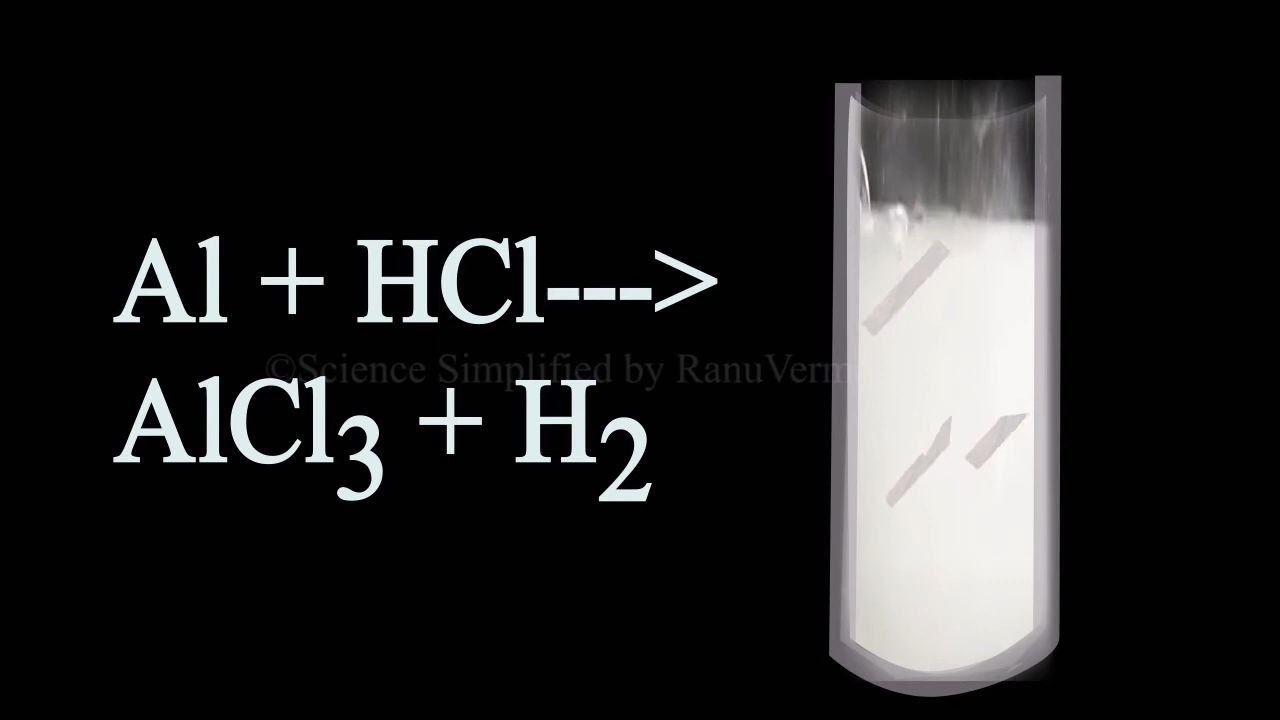 Al + HCl--->
©Science Simplified by RanuVerm
AlCl₃ + H₂